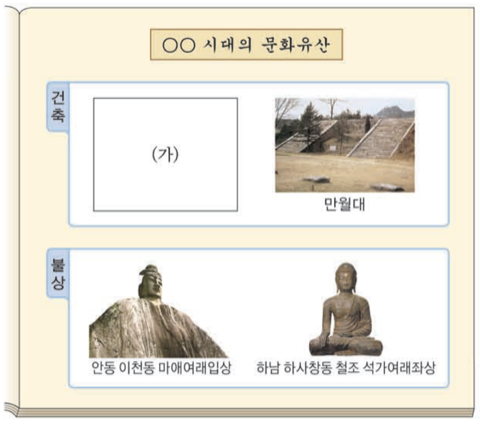 ○○ 시대의 문화유산
건축
(가)
만월대
불상
안동 이천동 마애여래입상
하남 하사창동 철조 석가여래좌상